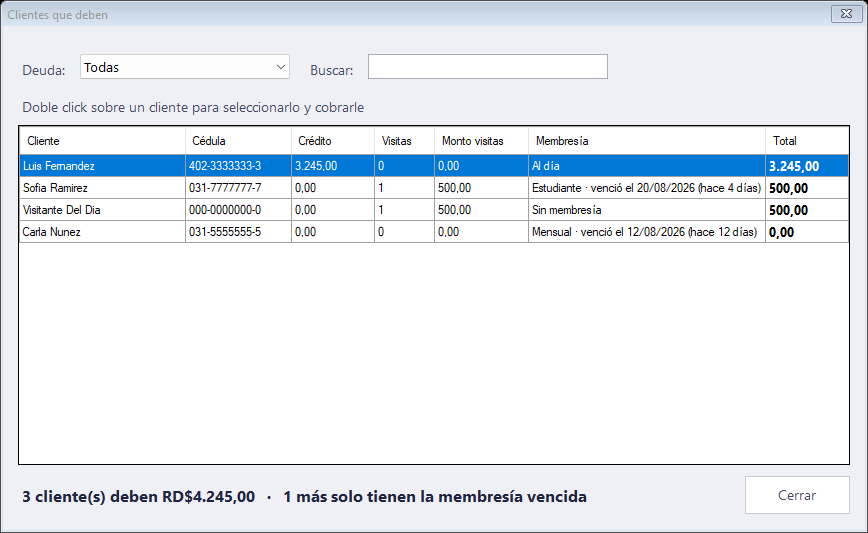 Clientes que deben
Deuda: Todas Buscar:
Doble click sobre un cliente para seleccionarlo y cobrarle
Cliente Cédula Crédito Visitas Monto visitas Membresía Total
Luis Fernandez 402-3333333-3 3.245,00 0 0,00 Al día 3.245,00
Sofia Ramirez 031-7777777-7 0,00 1 500,00 Estudiante · venció el 20/08/2026 (hace 4 días) 500,00
Visitante Del Dia 000-0000000-0 0,00 1 500,00 Sin membresía 500,00
Carla Nunez 031-5555555-5 0,00 0 0,00 Mensual · venció el 12/08/2026 (hace 12 días) 0,00
3 cliente(s) deben RD$4.245,00 · 1 más solo tienen la membresía vencida
Cerrar